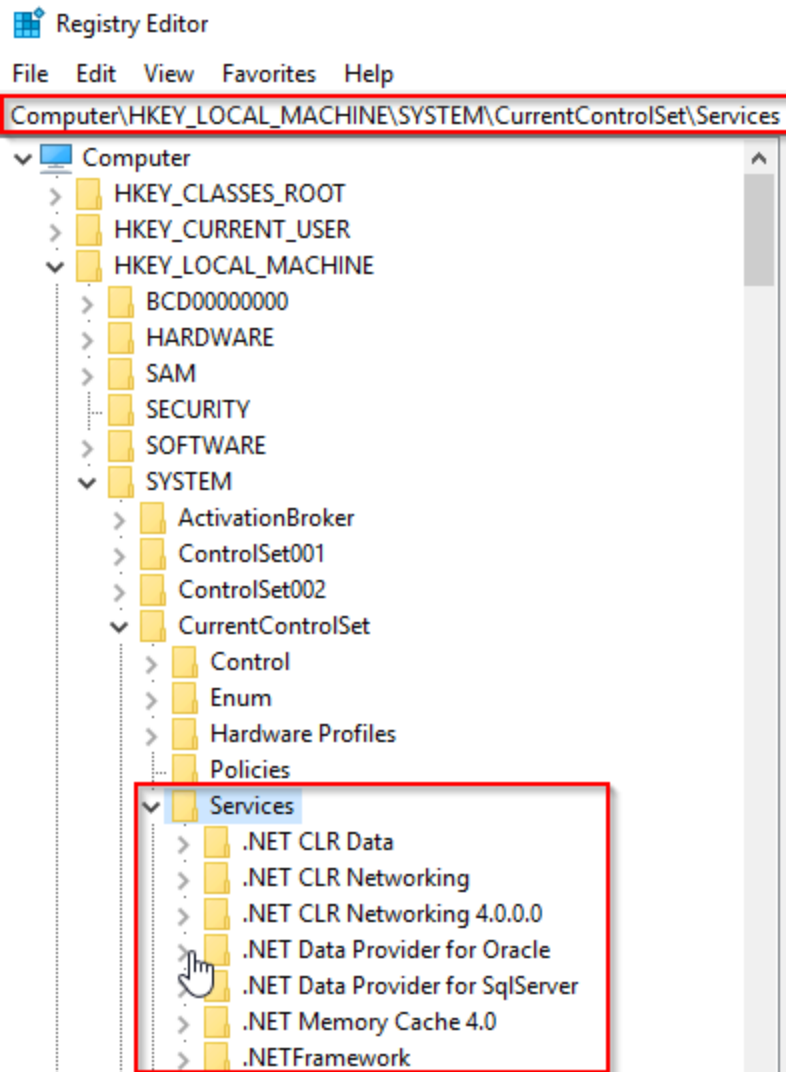 Registry Editor
File Edit View Favorites Help
Computer\HKEY_LOCAL_MACHINE\SYSTEM\CurrentControlSet\Services
Computer
HKEY_CLASSES_ROOT
HKEY_CURRENT_USER
HKEY_LOCAL_MACHINE
BCD00000000
HARDWARE
SAM
SECURITY
SOFTWARE
SYSTEM
ActivationBroker
ControlSet001
ControlSet002
CurrentControlSet
Control
Enum
Hardware Profiles
Policies
Services
.NET CLR Data
.NET CLR Networking
.NET CLR Networking 4.0.0.0
.NET Data Provider for Oracle
.NET Data Provider for SqlServer
.NET Memory Cache 4.0
.NETFramework